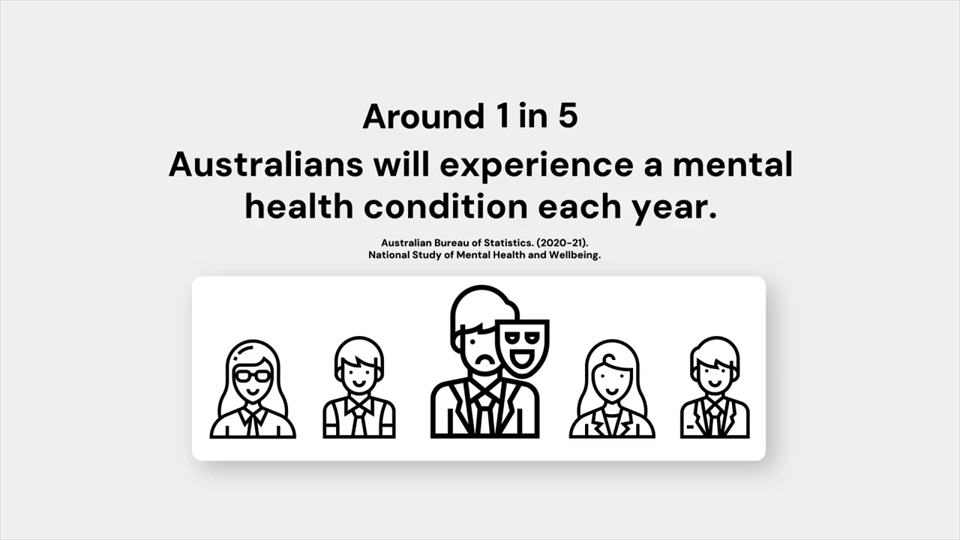 Around 1 in 5
Australians will experience a mental
health condition each year.
Australian Bureau of Statistics. (2020-21).
National Study of Mental Health and Wellbeing.